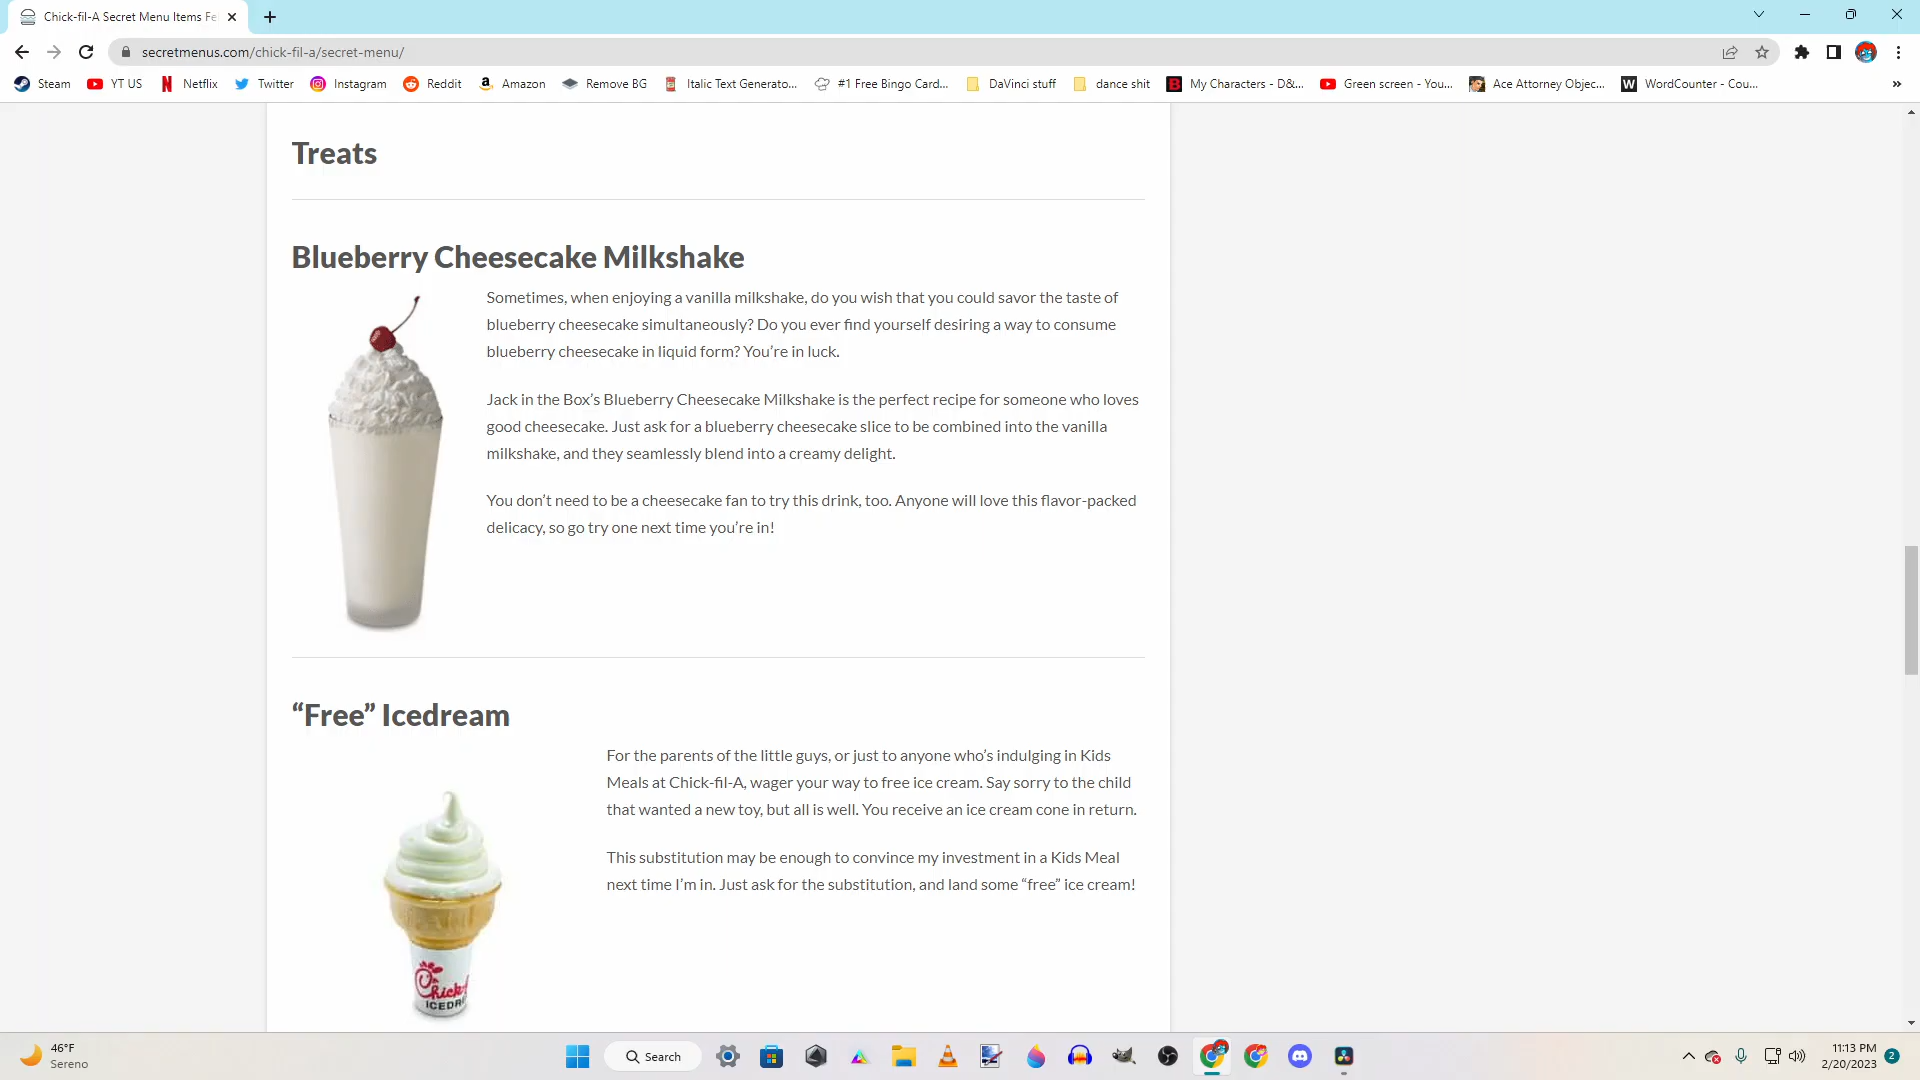 Chick-fil-A Secret Menu Items Fe
secretmenus.com/chick-fil-a/secret-menu/
Steam YT US Netflix Twitter Instagram Reddit Amazon Remove BG Italic Text Generato... #1 Free Bingo Card... DaVinci stuff dance shit My Characters - D&... Green screen - You... Ace Attorney Objec... WordCounter - Cou...
Treats
Blueberry Cheesecake Milkshake
Sometimes, when enjoying a vanilla milkshake, do you wish that you could savor the taste of
blueberry cheesecake simultaneously? Do you ever find yourself desiring a way to consume
blueberry cheesecake in liquid form? You’re in luck.
Jack in the Box’s Blueberry Cheesecake Milkshake is the perfect recipe for someone who loves
good cheesecake. Just ask for a blueberry cheesecake slice to be combined into the vanilla
milkshake, and they seamlessly blend into a creamy delight.
You don’t need to be a cheesecake fan to try this drink, too. Anyone will love this flavor-packed
delicacy, so go try one next time you’re in!
“Free” Icedream
For the parents of the little guys, or just to anyone who’s indulging in Kids
Meals at Chick-fil-A, wager your way to free ice cream. Say sorry to the child
that wanted a new toy, but all is well. You receive an ice cream cone in return.
This substitution may be enough to convince my investment in a Kids Meal
next time I’m in. Just ask for the substitution, and land some “free” ice cream!
Chick-
ICEDR
46°F
Sereno
Search
11:13 PM
2/20/2023
2